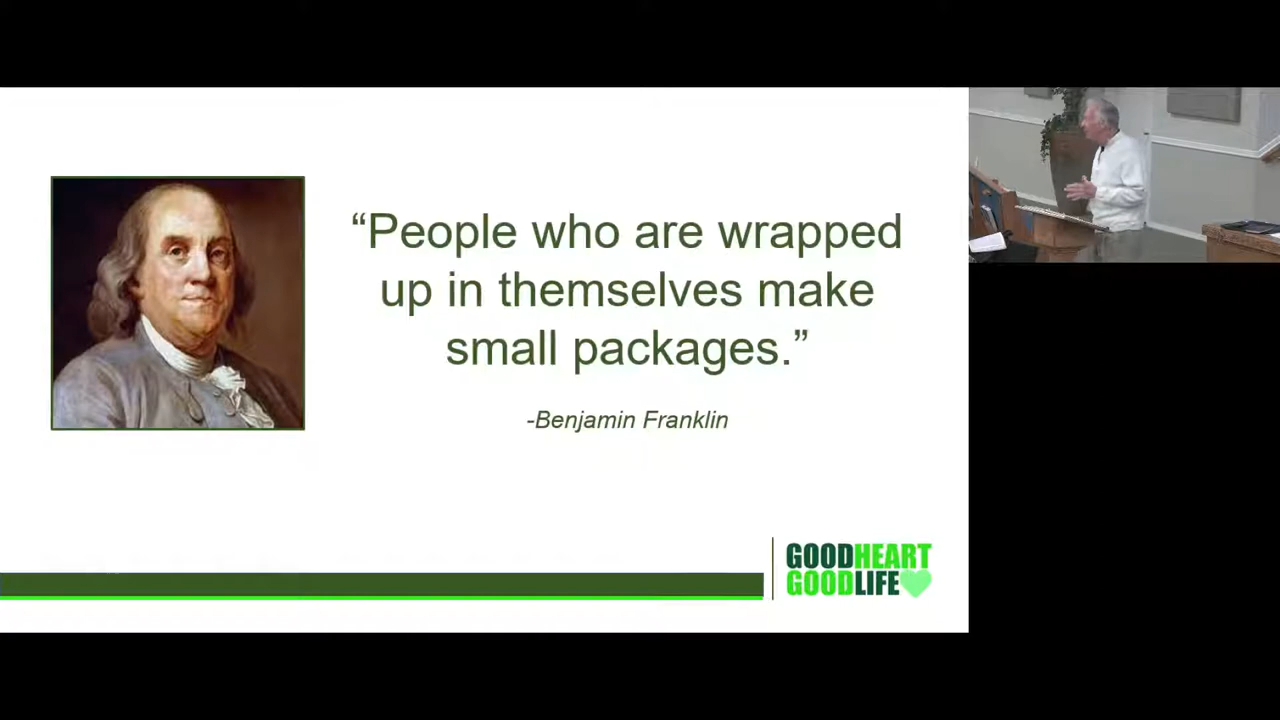 “People who are wrapped
up in themselves make
small packages.”
-Benjamin Franklin
GOODHEART
GOODLIFE